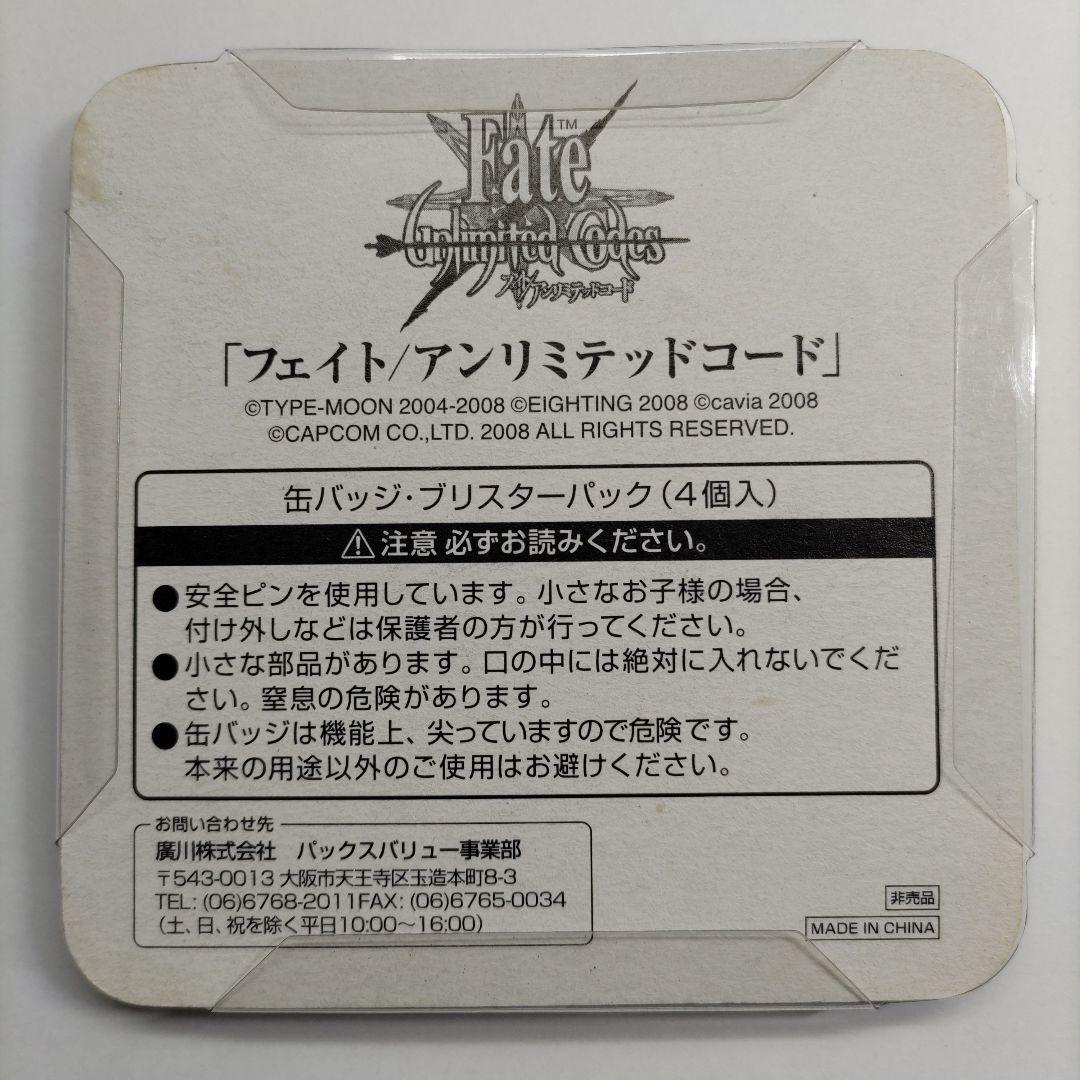 Fate™
Unlimited Codes
フェイト/アンリミテッドコード
「フェイト/アンリミテッドコード」
©TYPE-MOON 2004-2008 ©EIGHTING 2008 ©cavia 2008
©CAPCOM CO.,LTD. 2008 ALL RIGHTS RESERVED.
缶バッジ・ブリスターパック(4個入)
⚠注意 必ずお読みください。
●安全ピンを使用しています。小さなお子様の場合、
付け外しなどは保護者の方が行ってください。
●小さな部品があります。口の中には絶対に入れないでくだ
さい。窒息の危険があります。
●缶バッジは機能上、尖っていますので危険です。
本来の用途以外のご使用はお避けください。
お問い合わせ先
廣川株式会社 パックスバリュー事業部
〒543-0013 大阪市天王寺区玉造本町8-3
TEL: (06)6768-2011FAX: (06)6765-0034
(土、日、祝を除く平日10:00〜16:00)
非売品
MADE IN CHINA